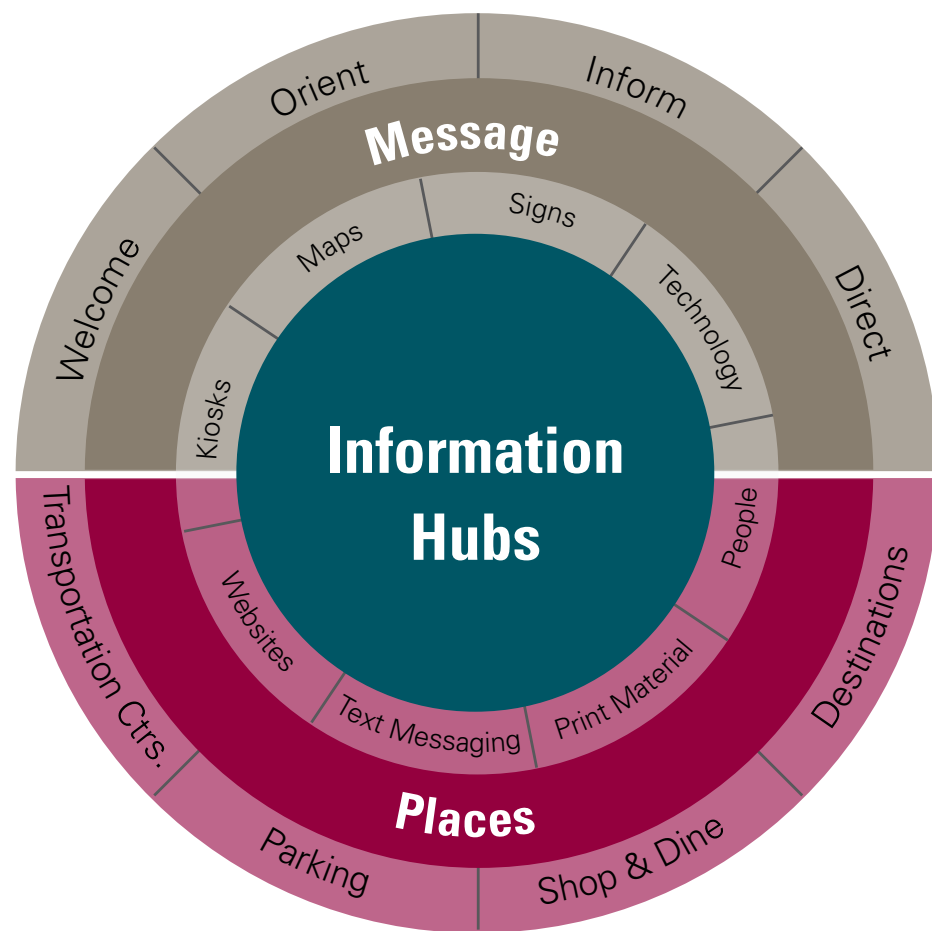 Orient
Inform
Message
Welcome
Direct
Maps
Signs
Technology
Kiosks
Information
Hubs
Transportation Ctrs.
People
Destinations
Websites
Text Messaging
Print Material
Places
Parking
Shop & Dine